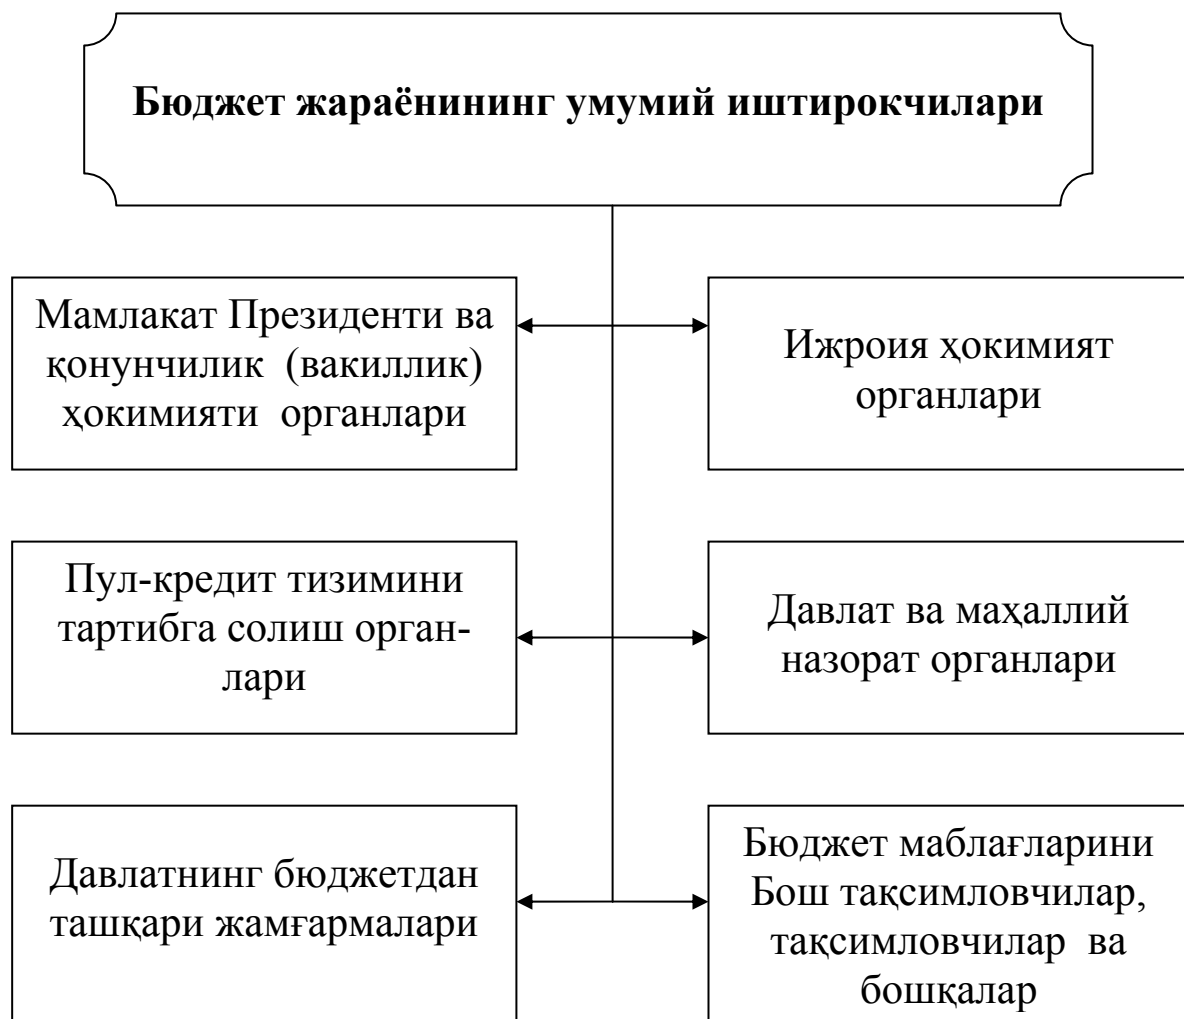 Бюджет жараёнининг умумий иштирокчилари
Мамлакат Президенти ва
қонунчилик (вакиллик)
ҳокимияти органлари
Ижроия ҳокимият
органлари
Пул-кредит тизимини
тартибга солиш орган-
лари
Давлат ва маҳаллий
назорат органлари
Давлатнинг бюджетдан
ташқари жамғармалари
Бюджет маблағларини
Бош тақсимловчилар,
тақсимловчилар ва
бошқалар